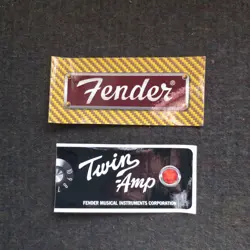 Fender®
Twin
-Amp
FENDER MUSICAL INSTRUMENTS CORPORATION